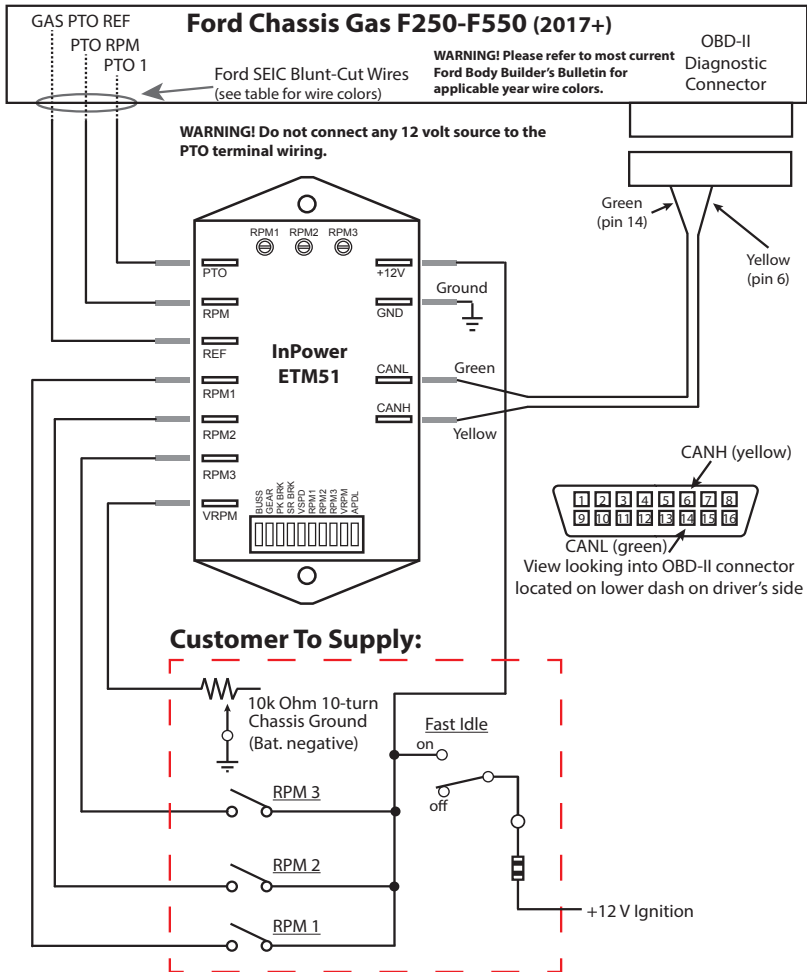 Ford Chassis Gas F250-F550 (2017+)
GAS PTO REF
PTO RPM
PTO 1
Ford SEIC Blunt-Cut Wires
(see table for wire colors)
WARNING! Please refer to most current
Ford Body Builder's Bulletin for
applicable year wire colors.
OBD-II
Diagnostic
Connector
WARNING! Do not connect any 12 volt source to the
PTO terminal wiring.
Green
(pin 14)
Yellow
(pin 6)
RPM1
RPM2
RPM3
PTO
RPM
REF
RPM1
RPM2
RPM3
VRPM
+12V
GND
CANL
CANH
Ground
Green
Yellow
InPower
ETM51
BUSS
GEAR
PK BRK
SR BRK
VSPD
RPM1
RPM2
RPM3
VRPM
APDL
CANH (yellow)
1 2 3 4 5 6 7 8
9 10 11 12 13 14 15 16
CANL (green)
View looking into OBD-II connector
located on lower dash on driver's side
Customer To Supply:
10k Ohm 10-turn
Chassis Ground
(Bat. negative)
Fast Idle
on
off
RPM 3
RPM 2
RPM 1
+12 V Ignition